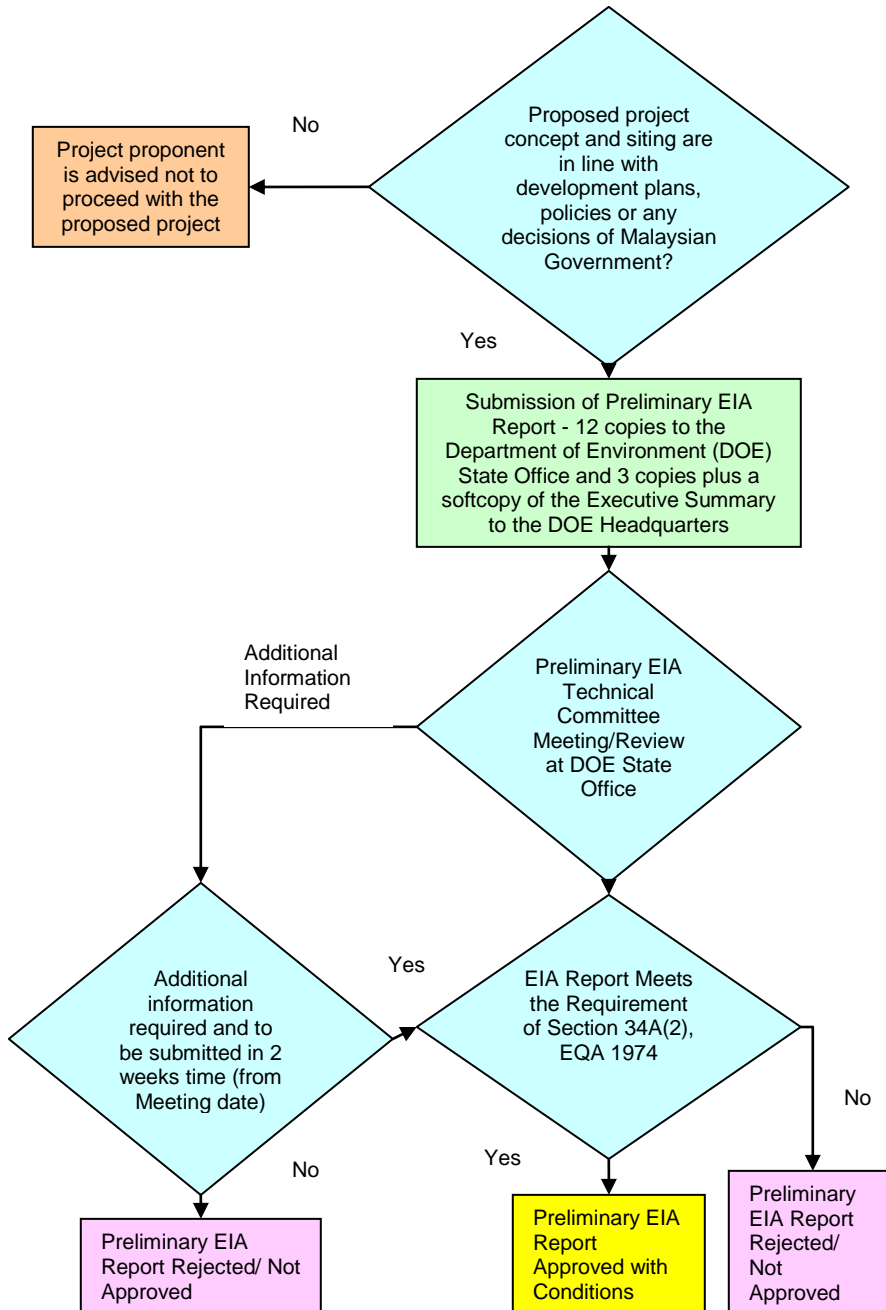 No
Project proponent
is advised not to
proceed with the
proposed project
Proposed project
concept and siting are
in line with
development plans,
policies or any
decisions of Malaysian
Government?
Yes
Submission of Preliminary EIA
Report - 12 copies to the
Department of Environment (DOE)
State Office and 3 copies plus a
softcopy of the Executive Summary
to the DOE Headquarters
Additional
Information
Required
Preliminary EIA
Technical
Committee
Meeting/Review
at DOE State
Office
Additional
information
required and to
be submitted in 2
weeks time (from
Meeting date)
Yes
EIA Report Meets
the Requirement
of Section 34A(2),
EQA 1974
No
No
Yes
Preliminary EIA
Report Rejected/ Not
Approved
Preliminary EIA
Report
Approved with
Conditions
Preliminary
EIA Report
Rejected/
Not
Approved